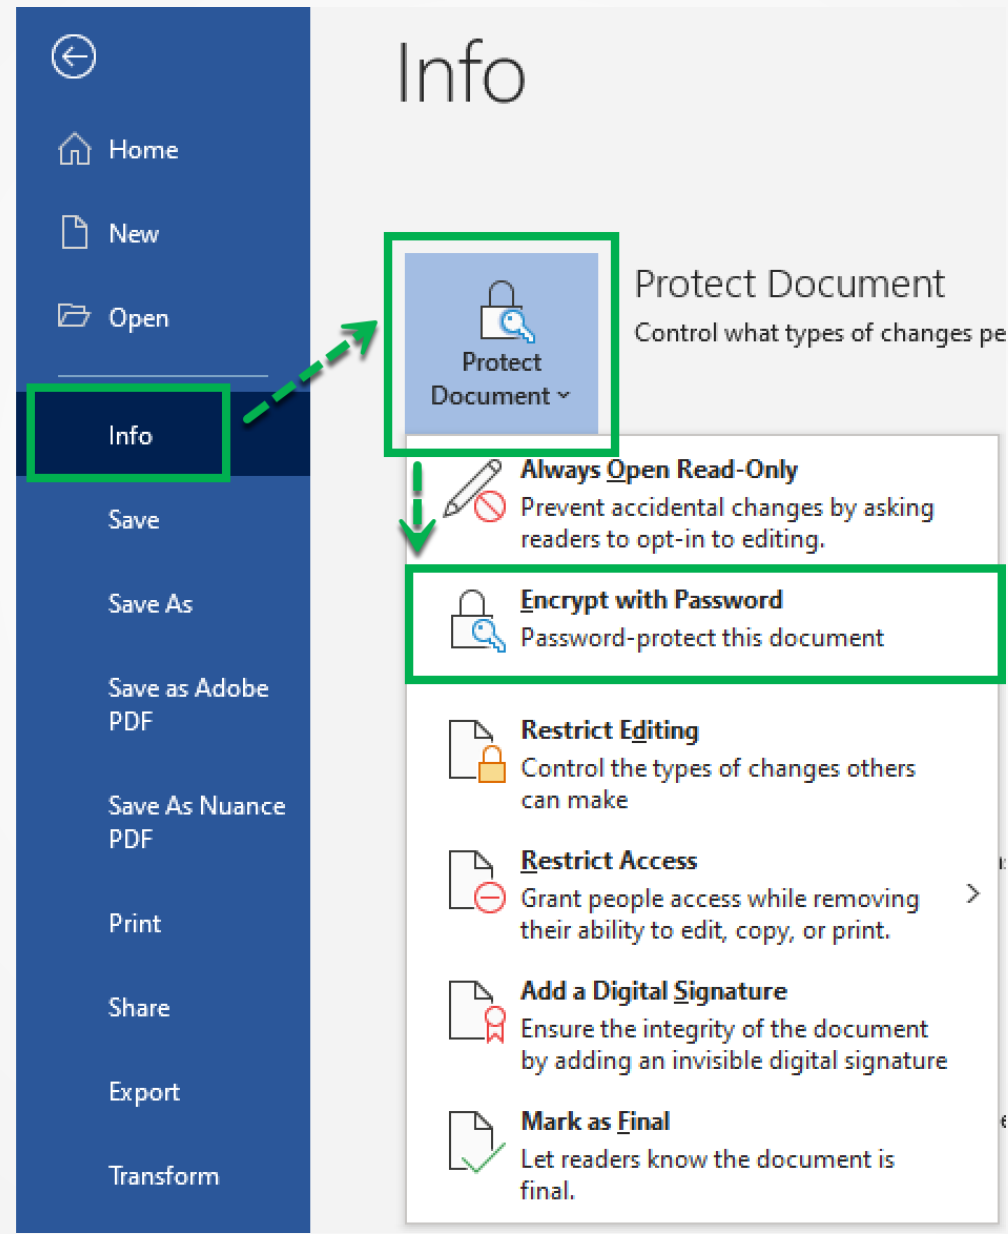 Info
Home
New
Open
Info
Save
Save As
Save as Adobe
PDF
Save As Nuance
PDF
Print
Share
Export
Transform
Protect
Document
Protect Document
Control what types of changes
Always Open Read-Only
Prevent accidental changes by asking
readers to opt-in to editing.
Encrypt with Password
Password-protect this document
Restrict Editing
Control the types of changes others
can make
Restrict Access
Grant people access while removing
their ability to edit, copy, or print.
Add a Digital Signature
Ensure the integrity of the document
by adding an invisible digital signature
Mark as Final
Let readers know the document is
final.